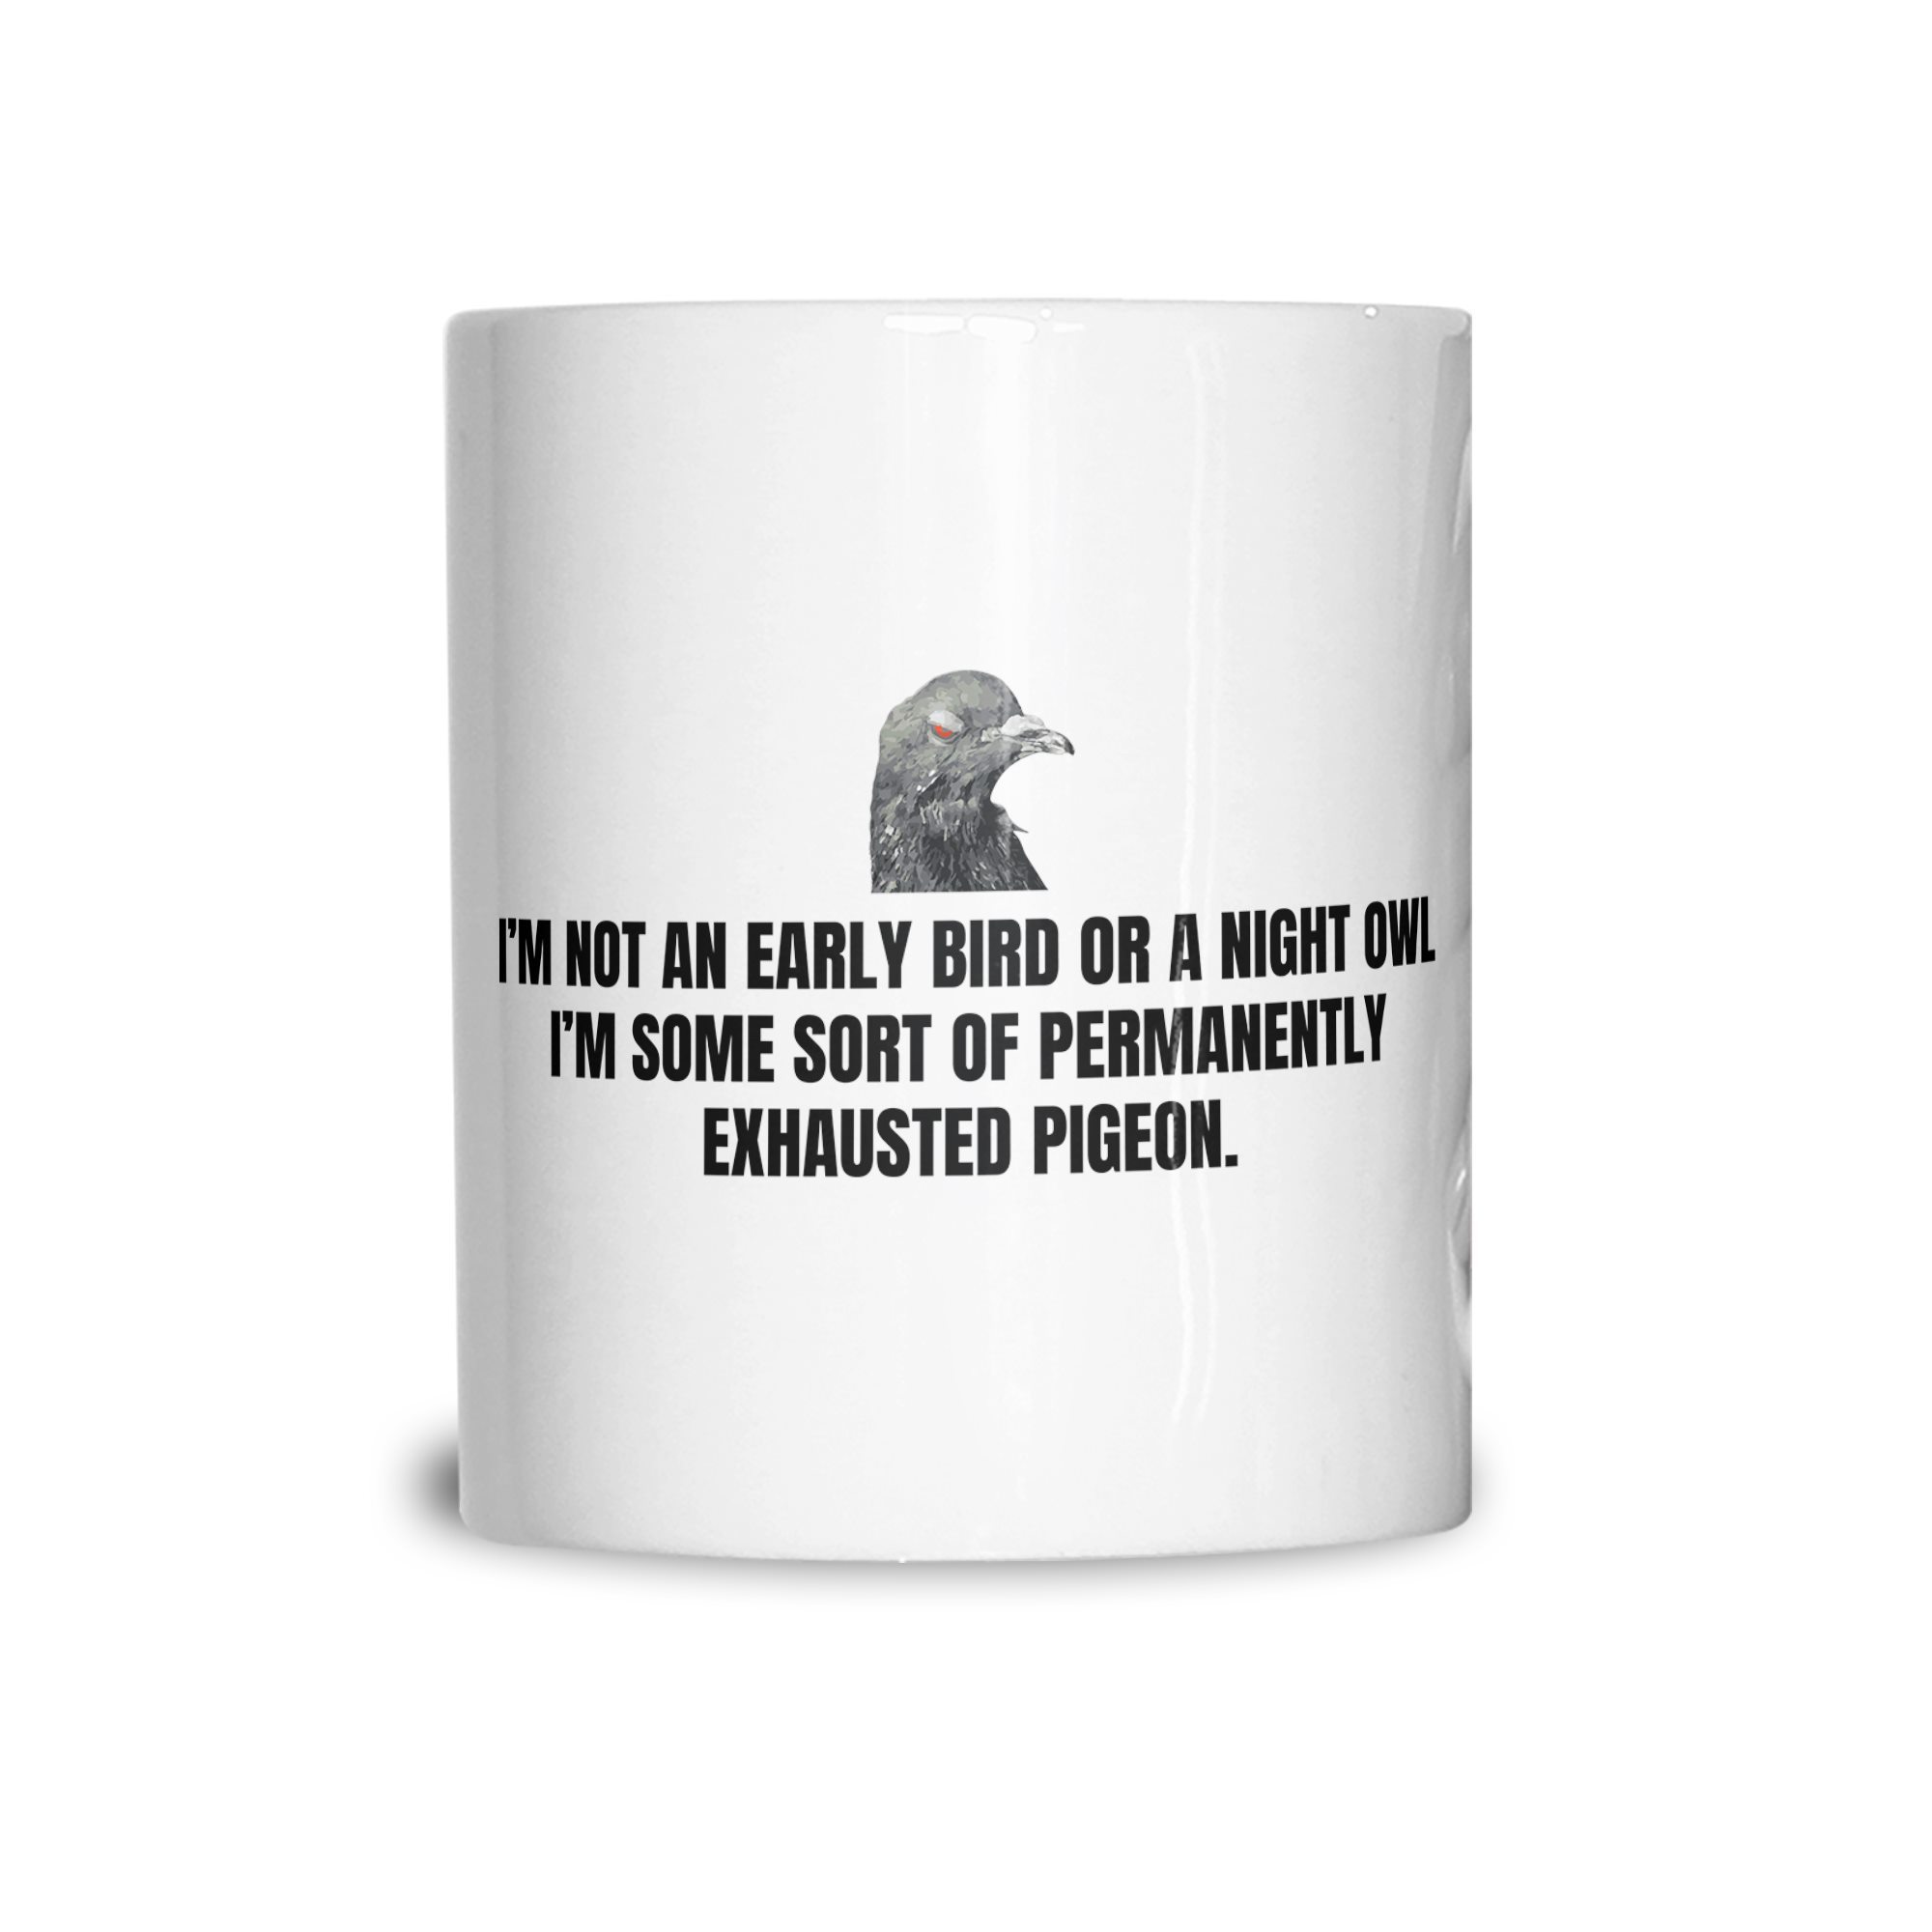 I'M NOT AN EARLY BIRD OR A NIGHT OWL
I'M SOME SORT OF PERMANENTLY
EXHAUSTED PIGEON.